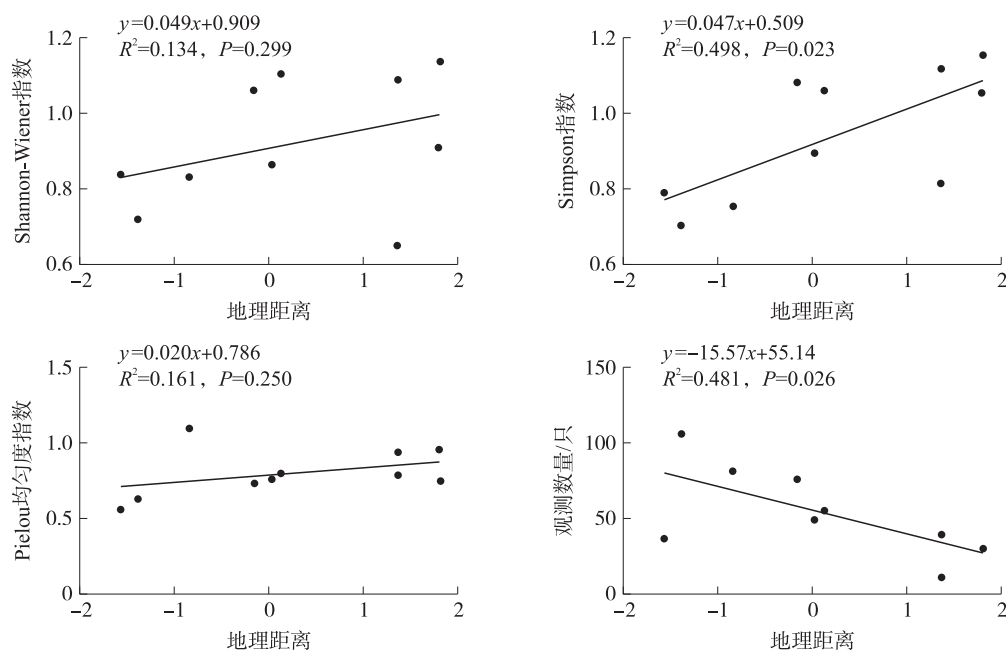 y=0.049x+0.909
R²=0.134，P=0.299
1.2
1.0
0.8
0.6
−2
−1
0
1
2
Shannon-Wiener指数
地理距离
y=0.047x+0.509
R²=0.498，P=0.023
1.2
1.0
0.8
0.6
−2
−1
0
1
2
Simpson指数
地理距离
y=0.020x+0.786
R²=0.161，P=0.250
1.5
1.0
0.5
0
−2
−1
0
1
2
Pielou均匀度指数
地理距离
y=−15.57x+55.14
R²=0.481，P=0.026
150
100
50
0
−2
−1
0
1
2
观测数量/只
地理距离